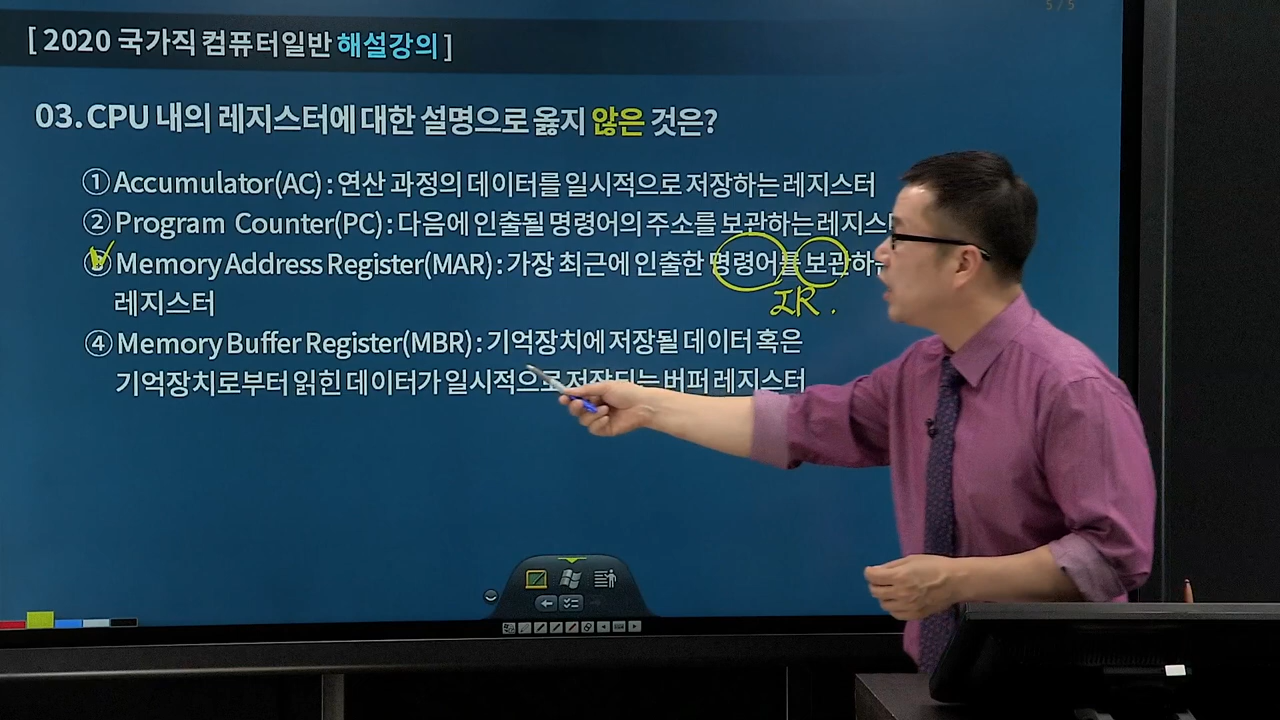 5 / 5
[ 2020 국가직 컴퓨터일반 해설강의 ]
03. CPU 내의 레지스터에 대한 설명으로 옳지 않은 것은?
① Accumulator(AC) : 연산 과정의 데이터를 일시적으로 저장하는 레지스터
② Program Counter(PC) : 다음에 인출될 명령어의 주소를 보관하는 레지스
③ Memory Address Register(MAR) : 가장 최근에 인출한 명령어를 보관하는
IR.
레지스터
④ Memory Buffer Register(MBR) : 기억장치에 저장될 데이터 혹은
기억장치로부터 읽힌 데이터가 일시적으로 저장되는 버퍼 레지스터